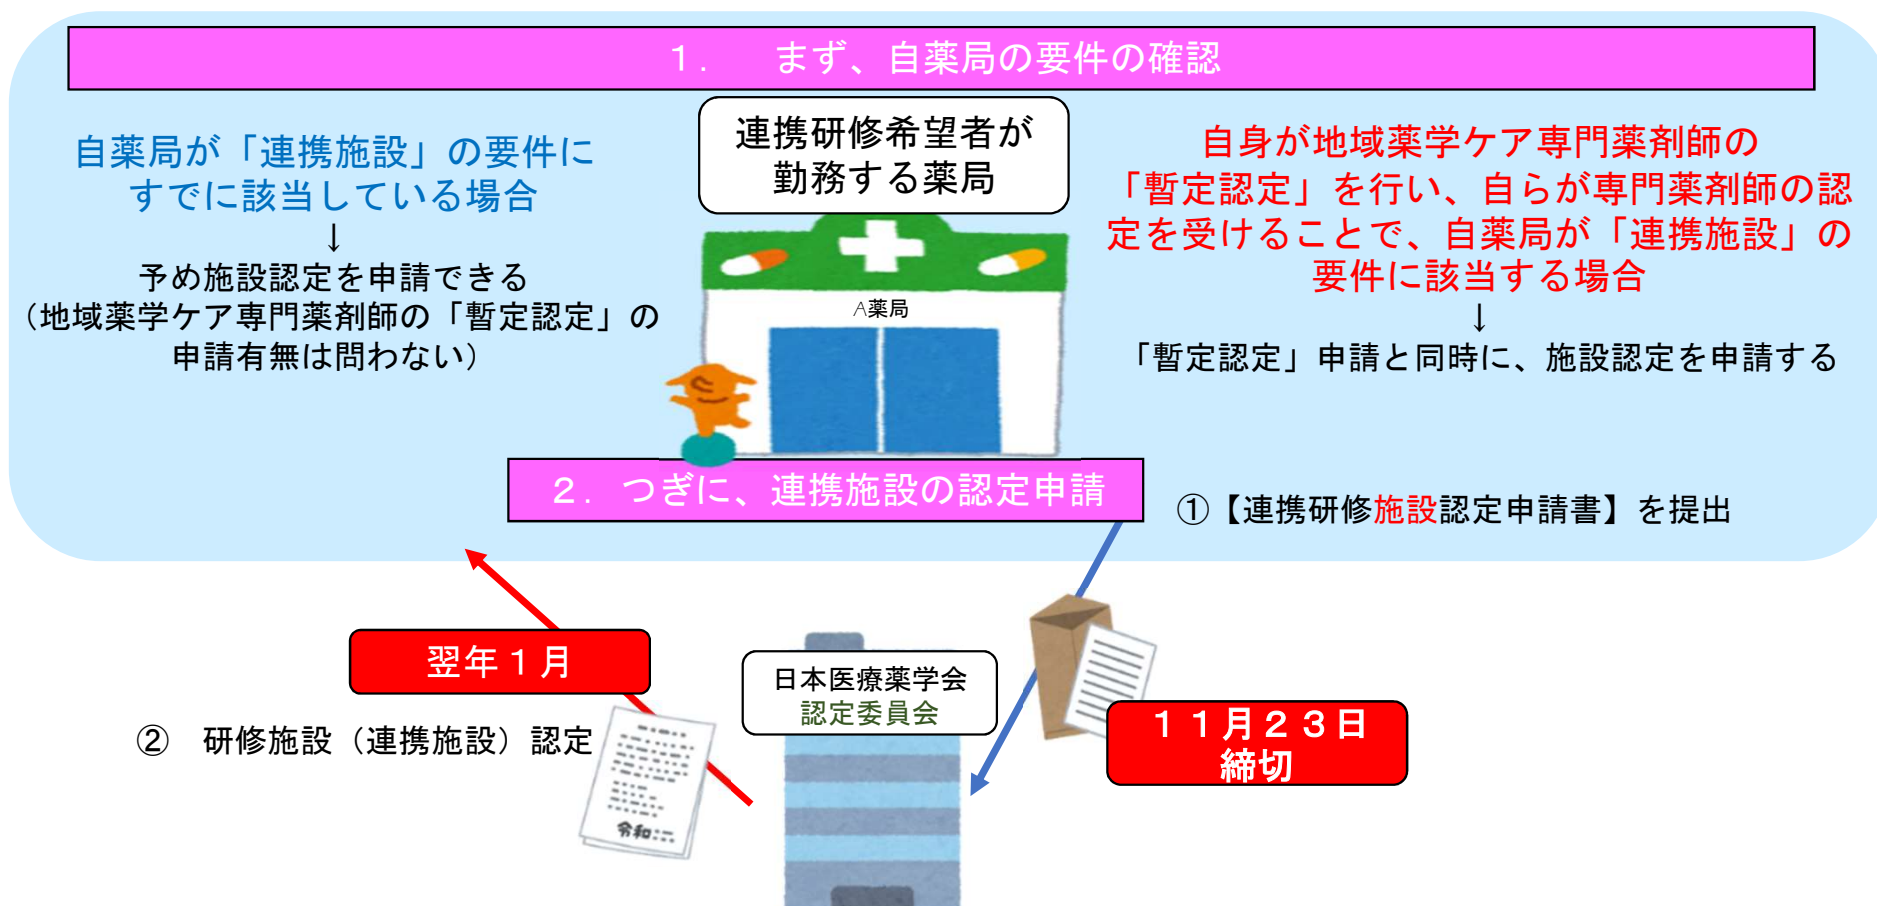 １．　まず、自薬局の要件の確認
自薬局が「連携施設」の要件に
すでに該当している場合
↓
予め施設認定を申請できる
（地域薬学ケア専門薬剤師の「暫定認定」の
申請有無は問わない）
連携研修希望者が
勤務する薬局
A薬局
自身が地域薬学ケア専門薬剤師の
「暫定認定」を行い、自らが専門薬剤師の認
定を受けることで、自薬局が「連携施設」の
要件に該当する場合
↓
「暫定認定」申請と同時に、施設認定を申請する
２．つぎに、連携施設の認定申請
①【連携研修施設認定申請書】を提出
翌年１月
日本医療薬学会
認定委員会
１１月２３日
締切
②　研修施設（連携施設）認定
令和